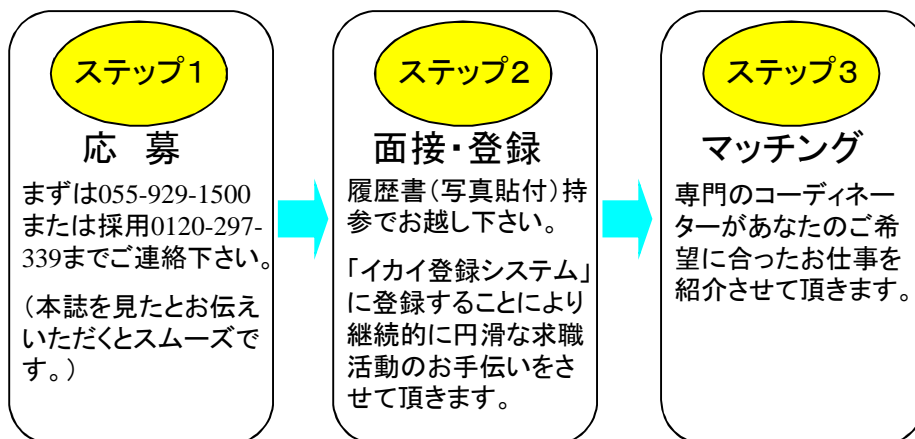 ステップ1
応　募
まずは055-929-1500
または採用0120-297-
339までご連絡下さい。
（本誌を見たとお伝え
いただくとスムーズで
す。）
ステップ2
面接・登録
履歴書（写真貼付）持
参でお越し下さい。
「イカイ登録システム」
に登録することにより
継続的に円滑な求職
活動のお手伝いをさ
せて頂きます。
ステップ3
マッチング
専門のコーディネー
ターがあなたのご希
望に合ったお仕事を
紹介させて頂きます。